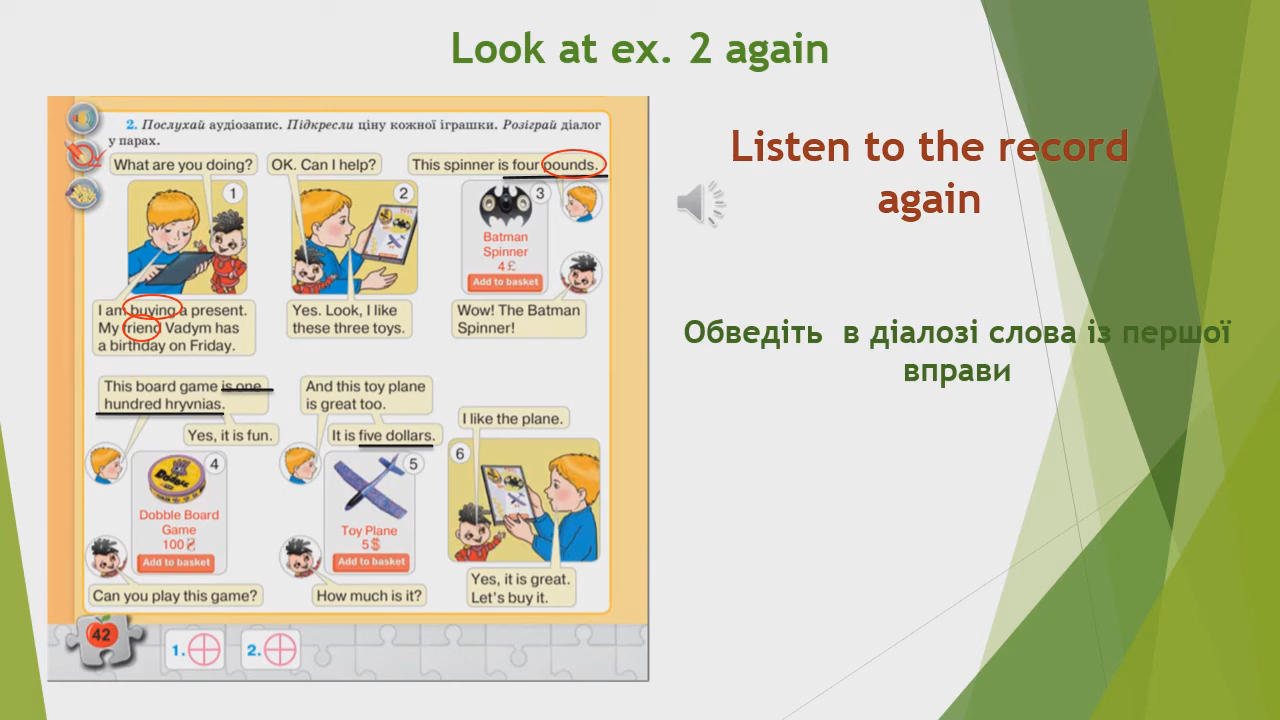 Look at ex. 2 again
2. Послухай аудіозапис. Підкресли ціну кожної іграшки. Розіграй діалог
у парах.
What are you doing?
OK. Can I help?
This spinner is four pounds.
1
2
3
Batman
Spinner
4£
Add to basket
I am buying a present.
My friend Vadym has
a birthday on Friday.
Yes. Look, I like
these three toys.
Wow! The Batman
Spinner!
This board game is one
hundred hryvnias.
Yes, it is fun.
And this toy plane
is great too.
It is five dollars.
I like the plane.
4
5
6
Dobble
Dobble Board
Game
100₴
Add to basket
Toy Plane
5$
Add to basket
Can you play this game?
How much is it?
Yes, it is great.
Let's buy it.
42
1.
2.
Listen to the record
again
Обведіть в діалозі слова із першої
вправи